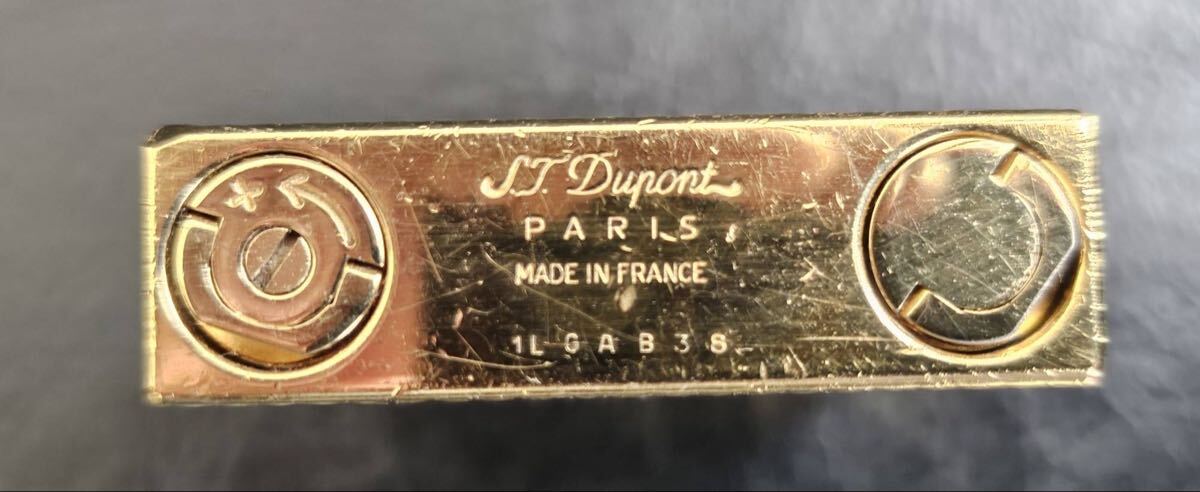 S.T. Dupont
PARIS
MADE IN FRANCE
1LGAB38